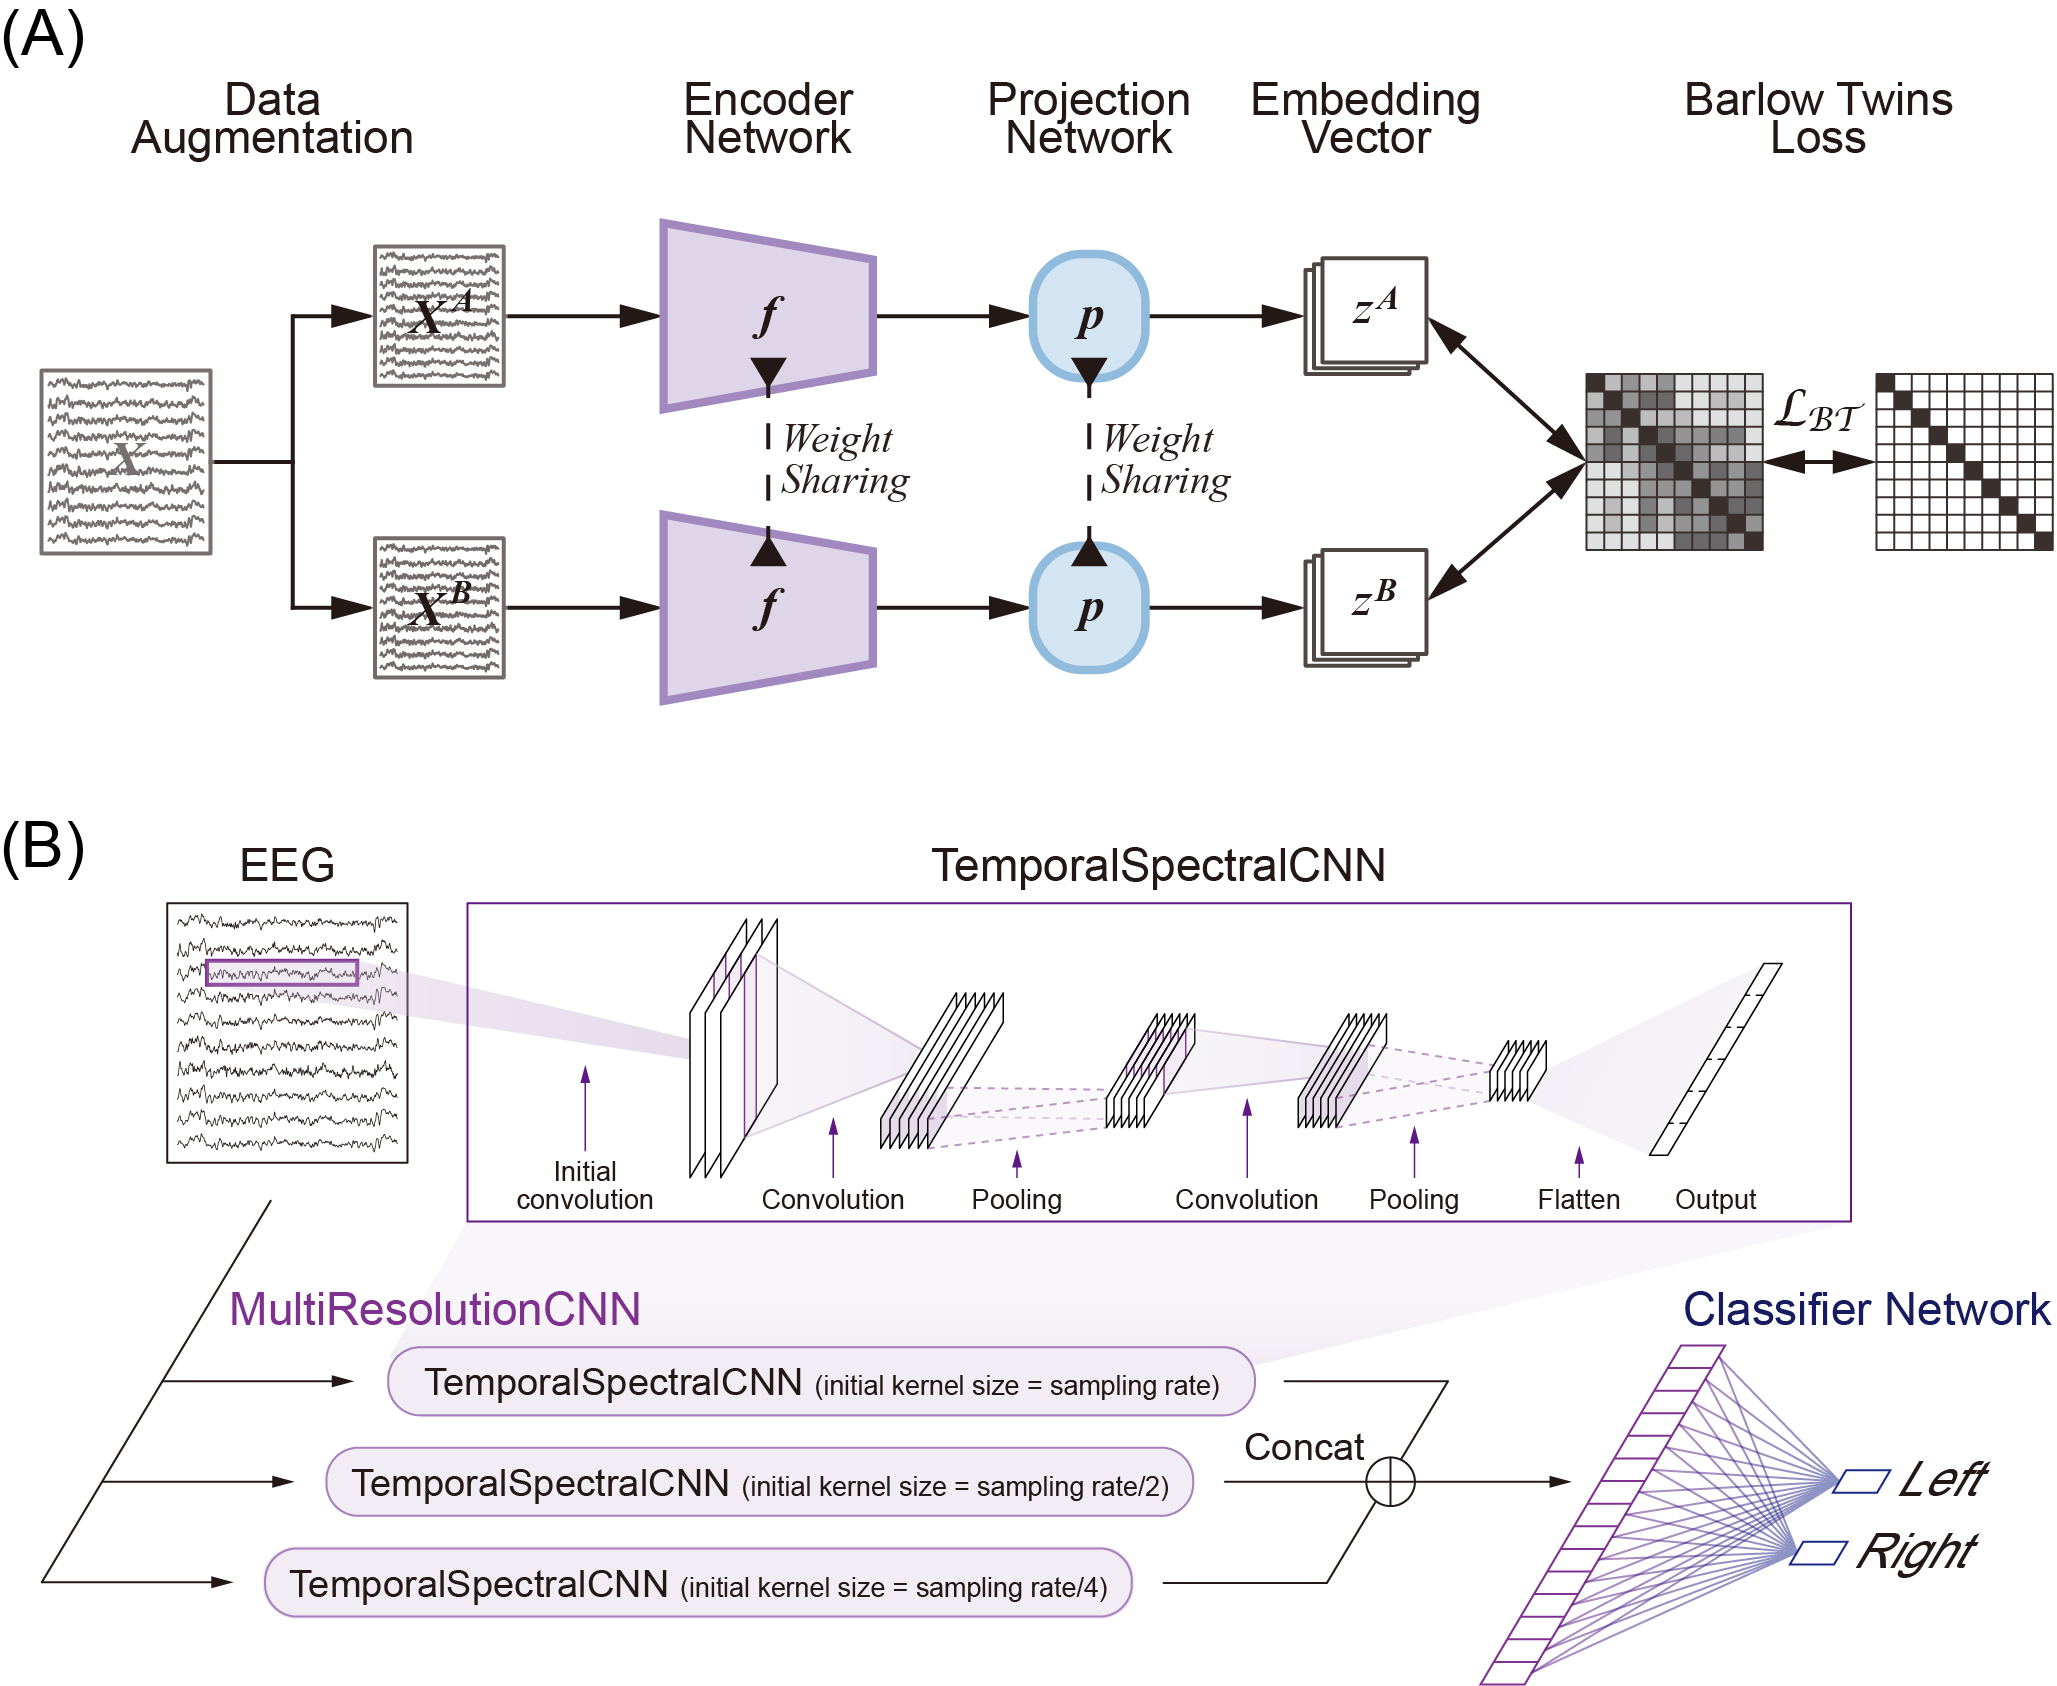 (A)
Data
Augmentation
Encoder
Network
Projection
Network
Embedding
Vector
Barlow Twins
Loss
X
X^A
f
p
z^A
Weight
Sharing
Weight
Sharing
ℒ_ℬ𝒯
X^B
f
p
z^B
(B)
EEG
TemporalSpectralCNN
Initial
convolution
Convolution
Pooling
Convolution
Pooling
Flatten
Output
MultiResolutionCNN
Classifier Network
TemporalSpectralCNN (initial kernel size = sampling rate)
Concat
TemporalSpectralCNN (initial kernel size = sampling rate/2)
TemporalSpectralCNN (initial kernel size = sampling rate/4)
Left
Right